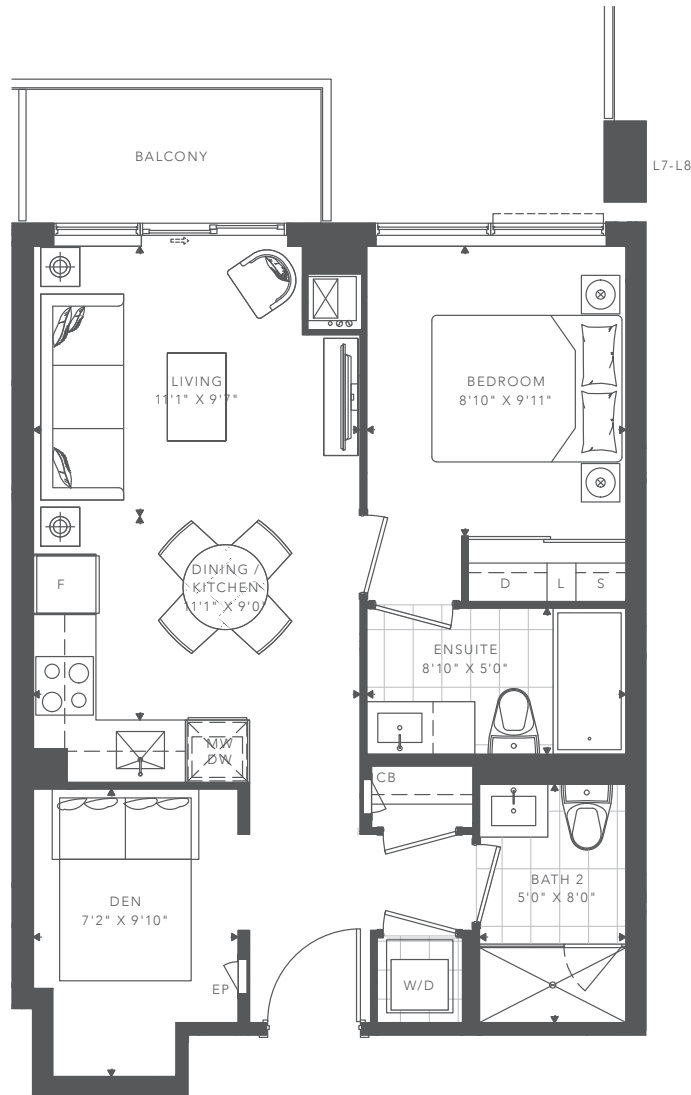 BALCONY
L7-L8
LIVING
11'1" X 9'7"
BEDROOM
8'10" X 9'11"
DINING /
KITCHEN
11'1" X 9'0"
F
D
L
S
ENSUITE
8'10" X 5'0"
MW
DW
CB
DEN
7'2" X 9'10"
BATH 2
5'0" X 8'0"
EP
W/D